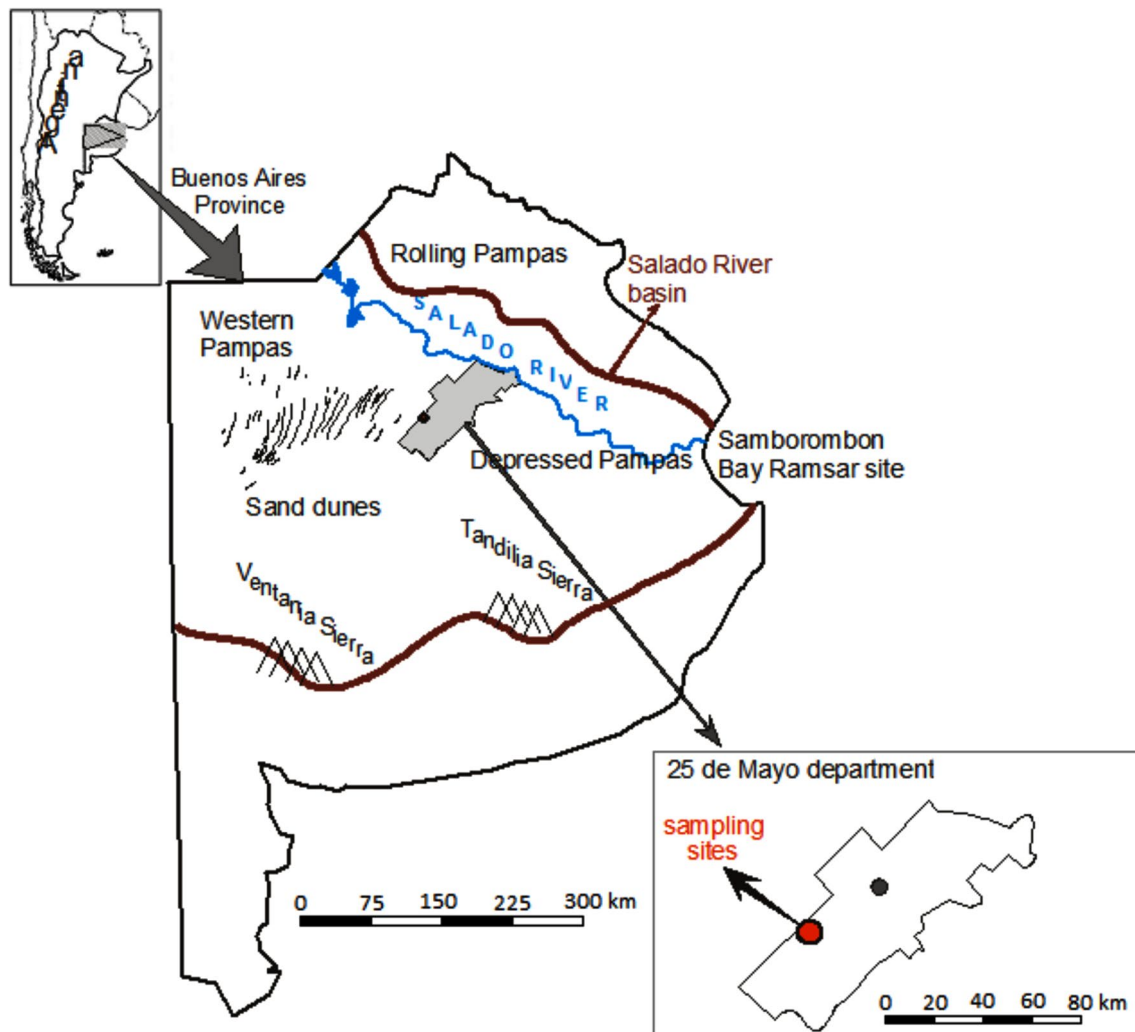 Argentina
Buenos Aires
Province
Rolling Pampas
Salado River
basin
Western
Pampas
SALADO RIVER
Samborombon
Bay Ramsar site
Depressed Pampas
Sand dunes
Tandilia Sierra
Ventania Sierra
25 de Mayo department
sampling
sites
0 75 150 225 300 km
0 20 40 60 80 km